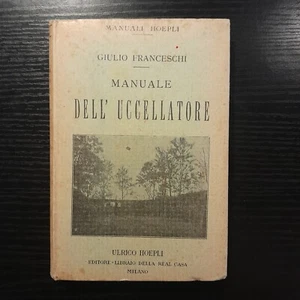 MANUALI HOEPLI
GIULIO FRANCESCHI
MANUALE
DELL' UCCELLATORE
ULRICO HOEPLI
EDITORE-LIBRAIO DELLA REAL CASA
MILANO